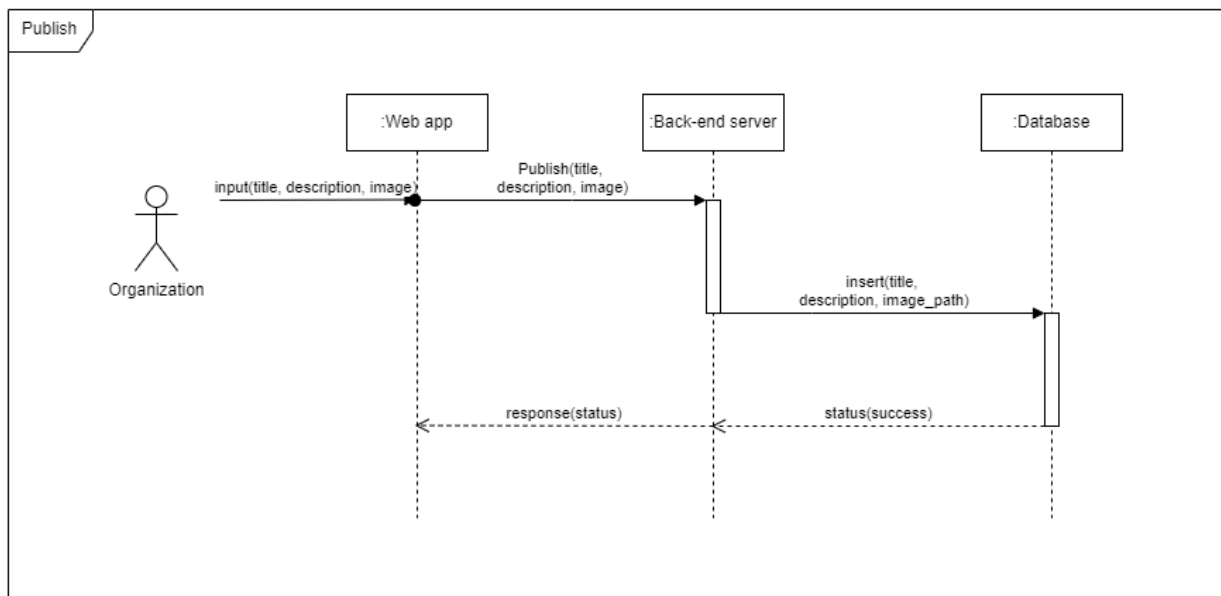 Publish
:Web app
:Back-end server
:Database
input(title, description, image)
Publish(title,
description, image)
Organization
insert(title,
description, image_path)
response(status)
status(success)